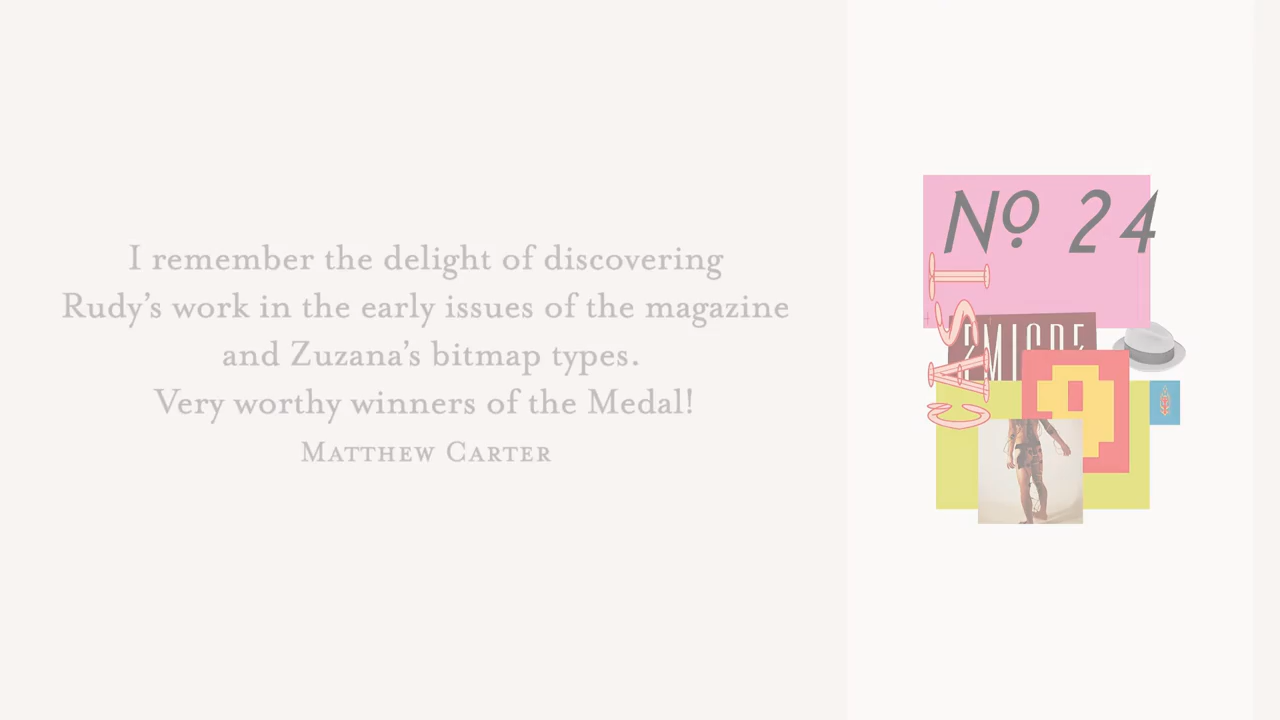 I remember the delight of discovering
Rudy’s work in the early issues of the magazine
and Zuzana’s bitmap types.
Very worthy winners of the Medal!
Matthew Carter
Nº 24
CAST